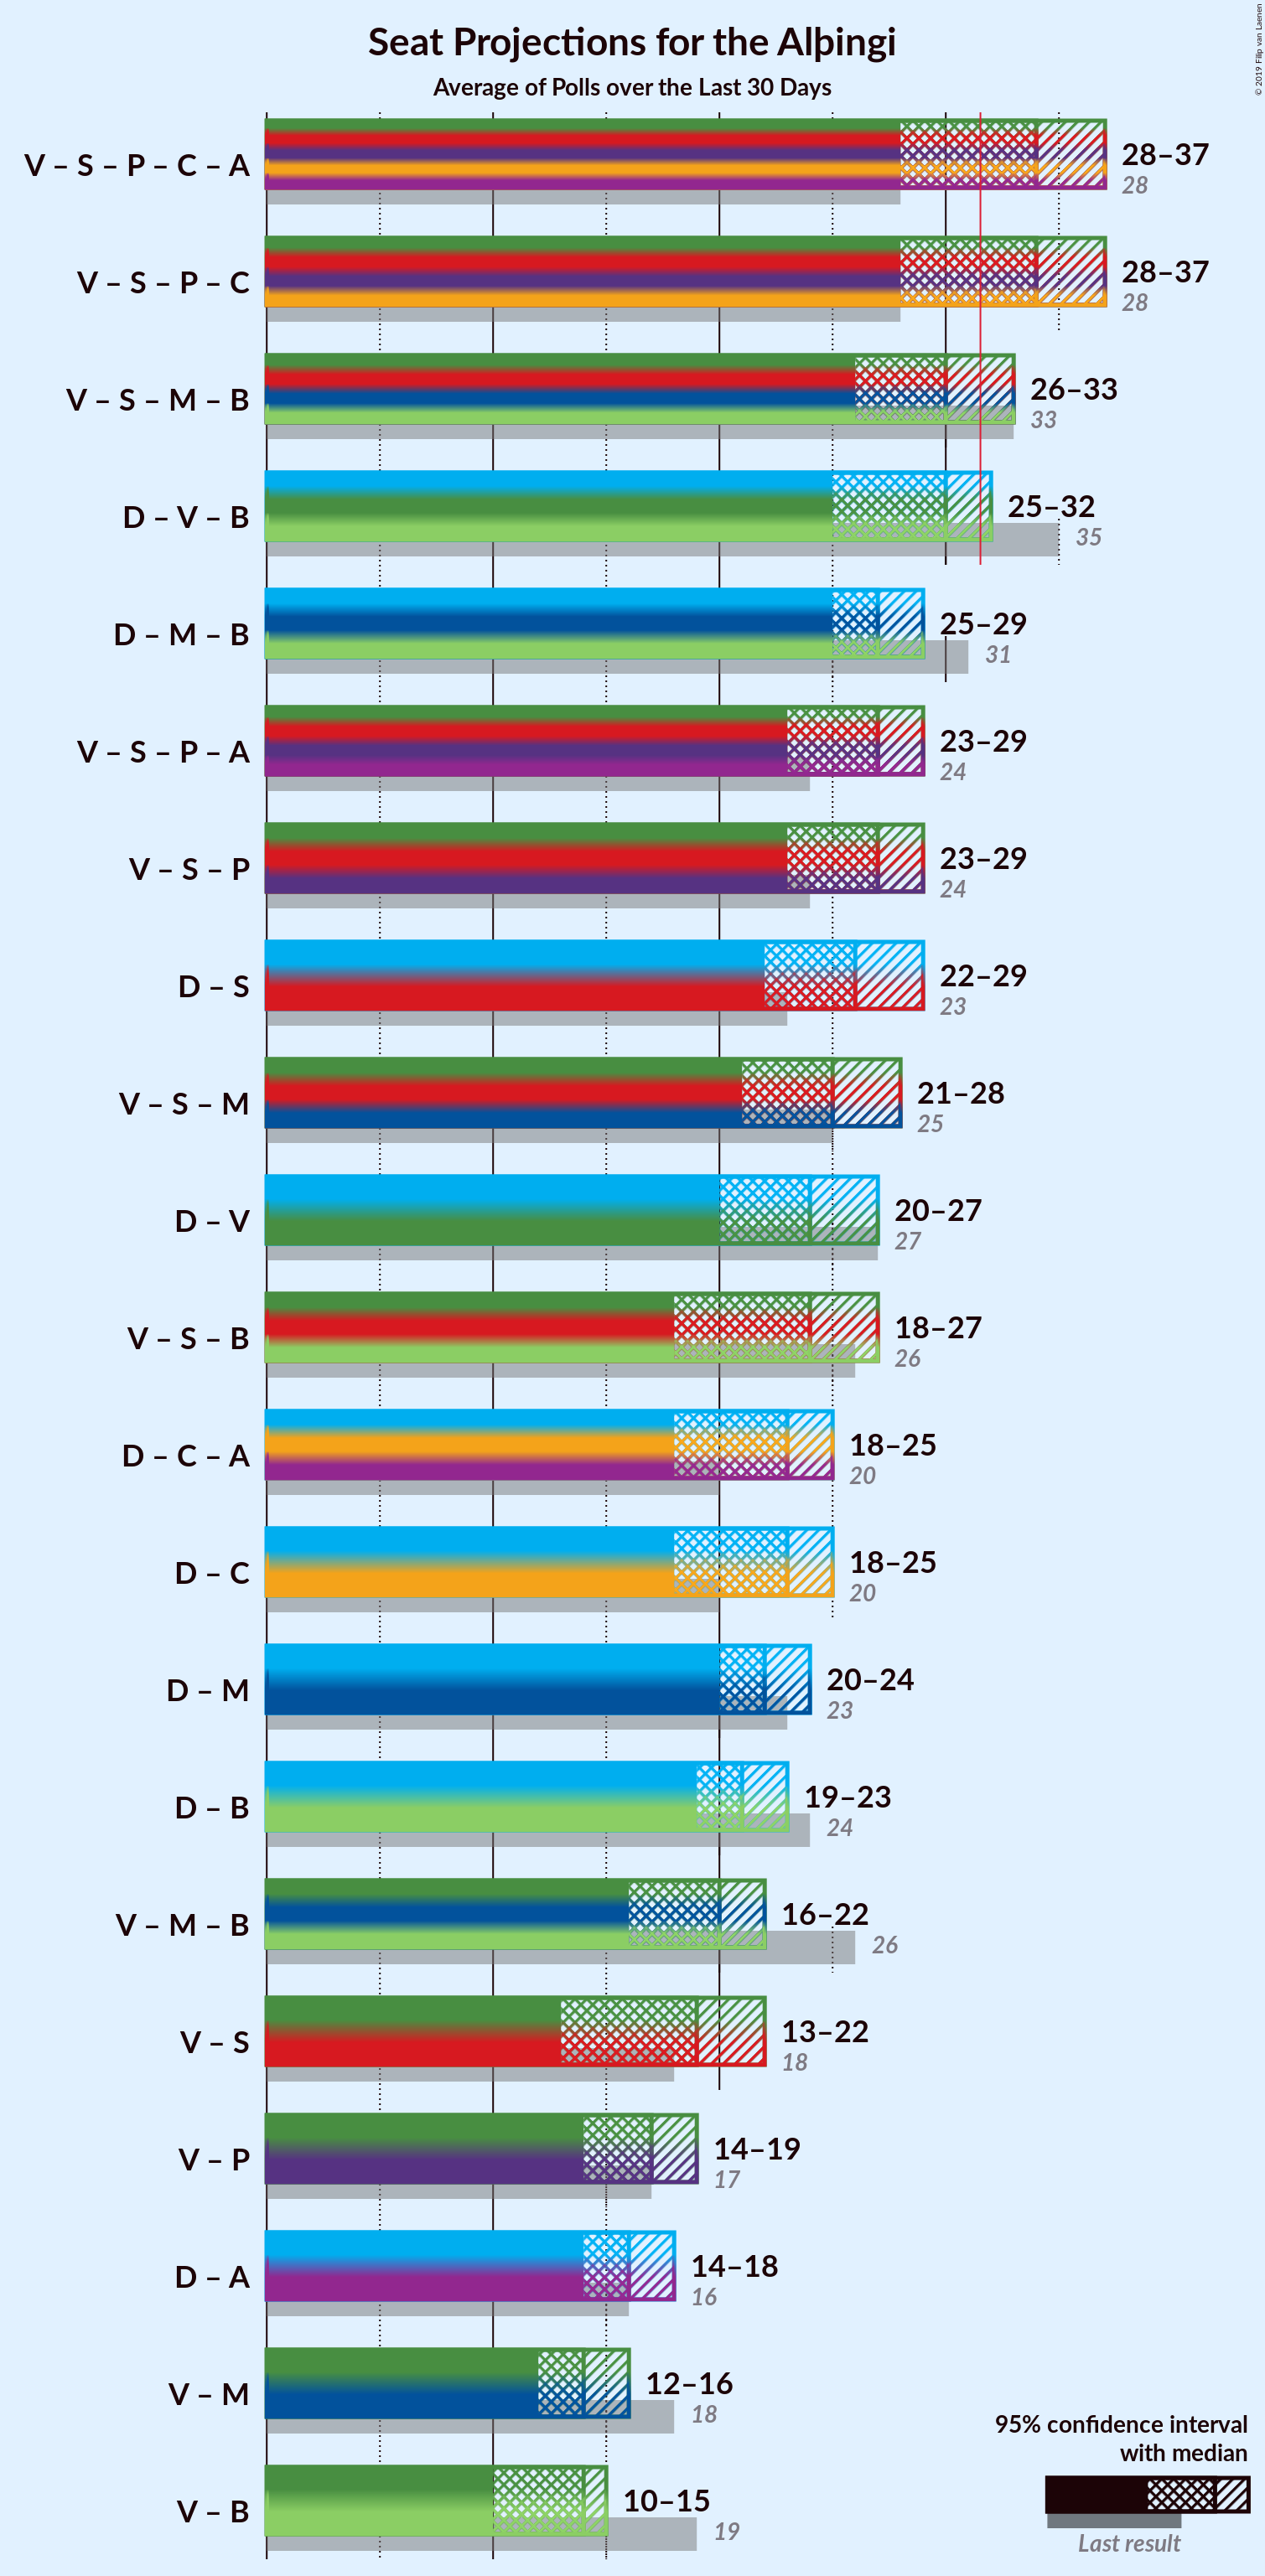 Seat Projections for the Alþingi
Average of Polls over the Last 30 Days
© 2019 Filip van Laenen
V – S – P – C – A
28–37
28
V – S – P – C
28–37
28
V – S – M – B
26–33
33
D – V – B
25–32
35
D – M – B
25–29
31
V – S – P – A
23–29
24
V – S – P
23–29
24
D – S
22–29
23
V – S – M
21–28
25
D – V
20–27
27
V – S – B
18–27
26
D – C – A
18–25
20
D – C
18–25
20
D – M
20–24
23
D – B
19–23
24
V – M – B
16–22
26
V – S
13–22
18
V – P
14–19
17
D – A
14–18
16
V – M
12–16
18
V – B
10–15
19
95% confidence interval
with median
Last result